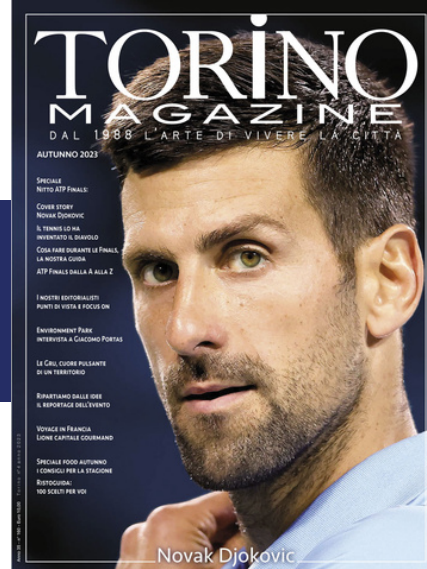 TORiNO
MAGAZINE
DAL 1988 L'ARTE DI VIVERE LA CITTÀ
AUTUNNO 2023
SPECIALE
NITTO ATP FINALS:
COVER STORY
NOVAK DJOKOVIC
IL TENNIS LO HA
INVENTATO IL DIAVOLO
COSA FARE DURANTE LE FINALS,
LA NOSTRA GUIDA
ATP FINALS DALLA A ALLA Z
I NOSTRI EDITORIALISTI
PUNTI DI VISTA E FOCUS ON
ENVIRONMENT PARK
INTERVISTA A GIACOMO PORTAS
LE GRU, CUORE PULSANTE
DI UN TERRITORIO
RIPARTIAMO DALLE IDEE
IL REPORTAGE DELL'EVENTO
VOYAGE IN FRANCIA
LIONE CAPITALE GOURMAND
SPECIALE FOOD AUTUNNO
I CONSIGLI PER LA STAGIONE
RISTOGUIDA:
100 SCELTI PER VOI
Novak Djokovic